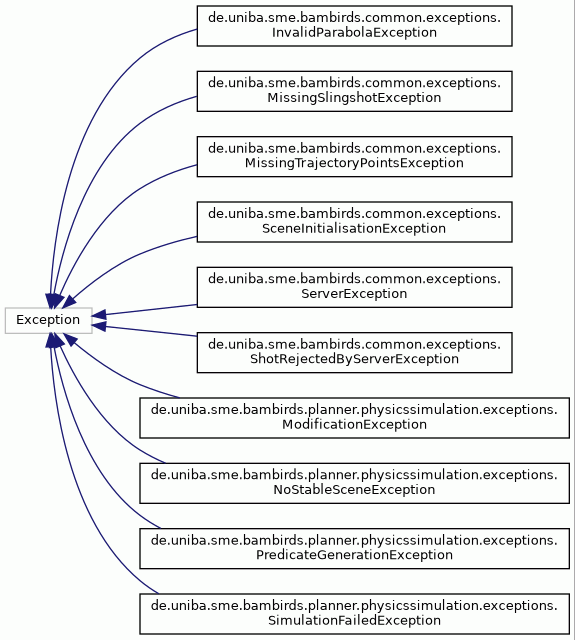 de.uniba.sme.bambirds.common.exceptions.
InvalidParabolaException
de.uniba.sme.bambirds.common.exceptions.
MissingSlingshotException
de.uniba.sme.bambirds.common.exceptions.
MissingTrajectoryPointsException
de.uniba.sme.bambirds.common.exceptions.
SceneInitialisationException
de.uniba.sme.bambirds.common.exceptions.
ServerException
Exception
de.uniba.sme.bambirds.common.exceptions.
ShotRejectedByServerException
de.uniba.sme.bambirds.planner.physicssimulation.exceptions.
ModificationException
de.uniba.sme.bambirds.planner.physicssimulation.exceptions.
NoStableSceneException
de.uniba.sme.bambirds.planner.physicssimulation.exceptions.
PredicateGenerationException
de.uniba.sme.bambirds.planner.physicssimulation.exceptions.
SimulationFailedException